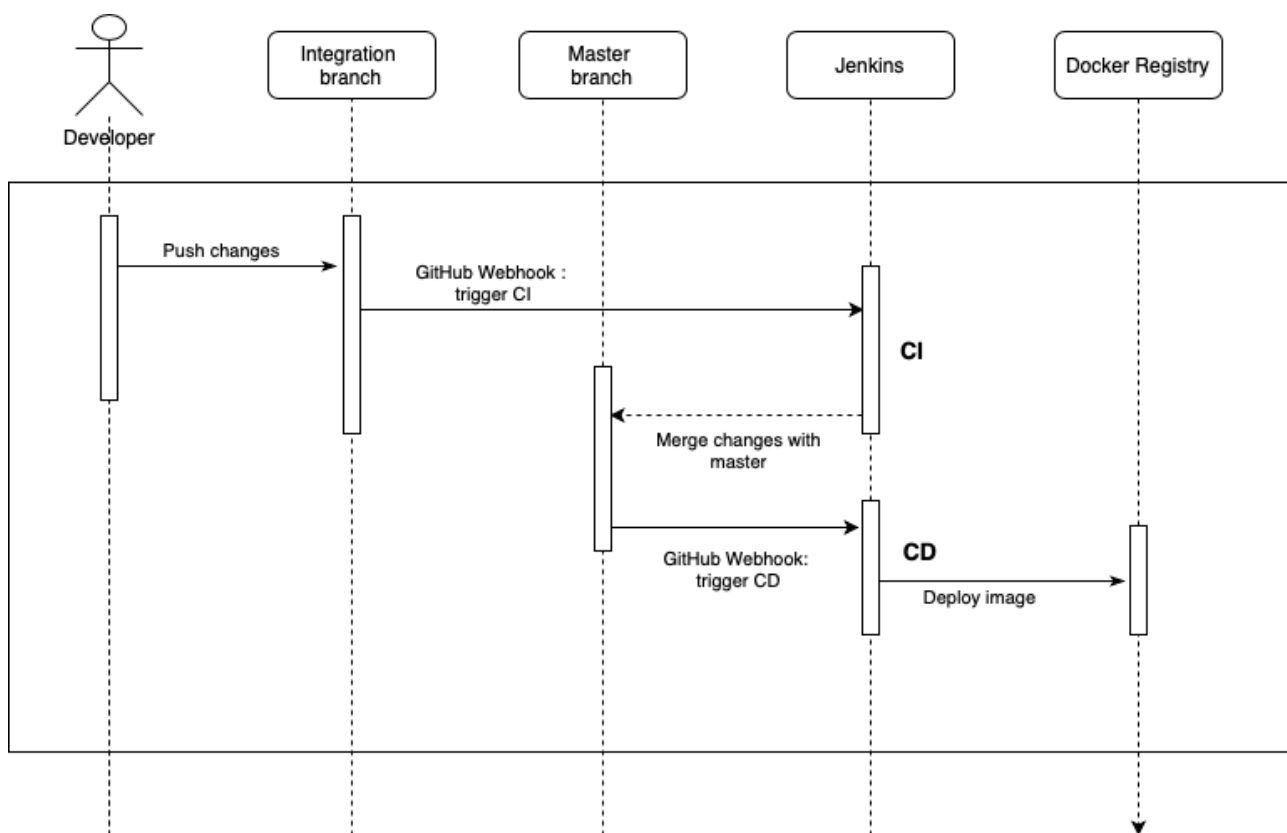 Integration
branch
Master
branch
Jenkins
Docker Registry
Developer
Push changes
GitHub Webhook :
trigger CI
CI
Merge changes with
master
GitHub Webhook:
trigger CD
CD
Deploy image